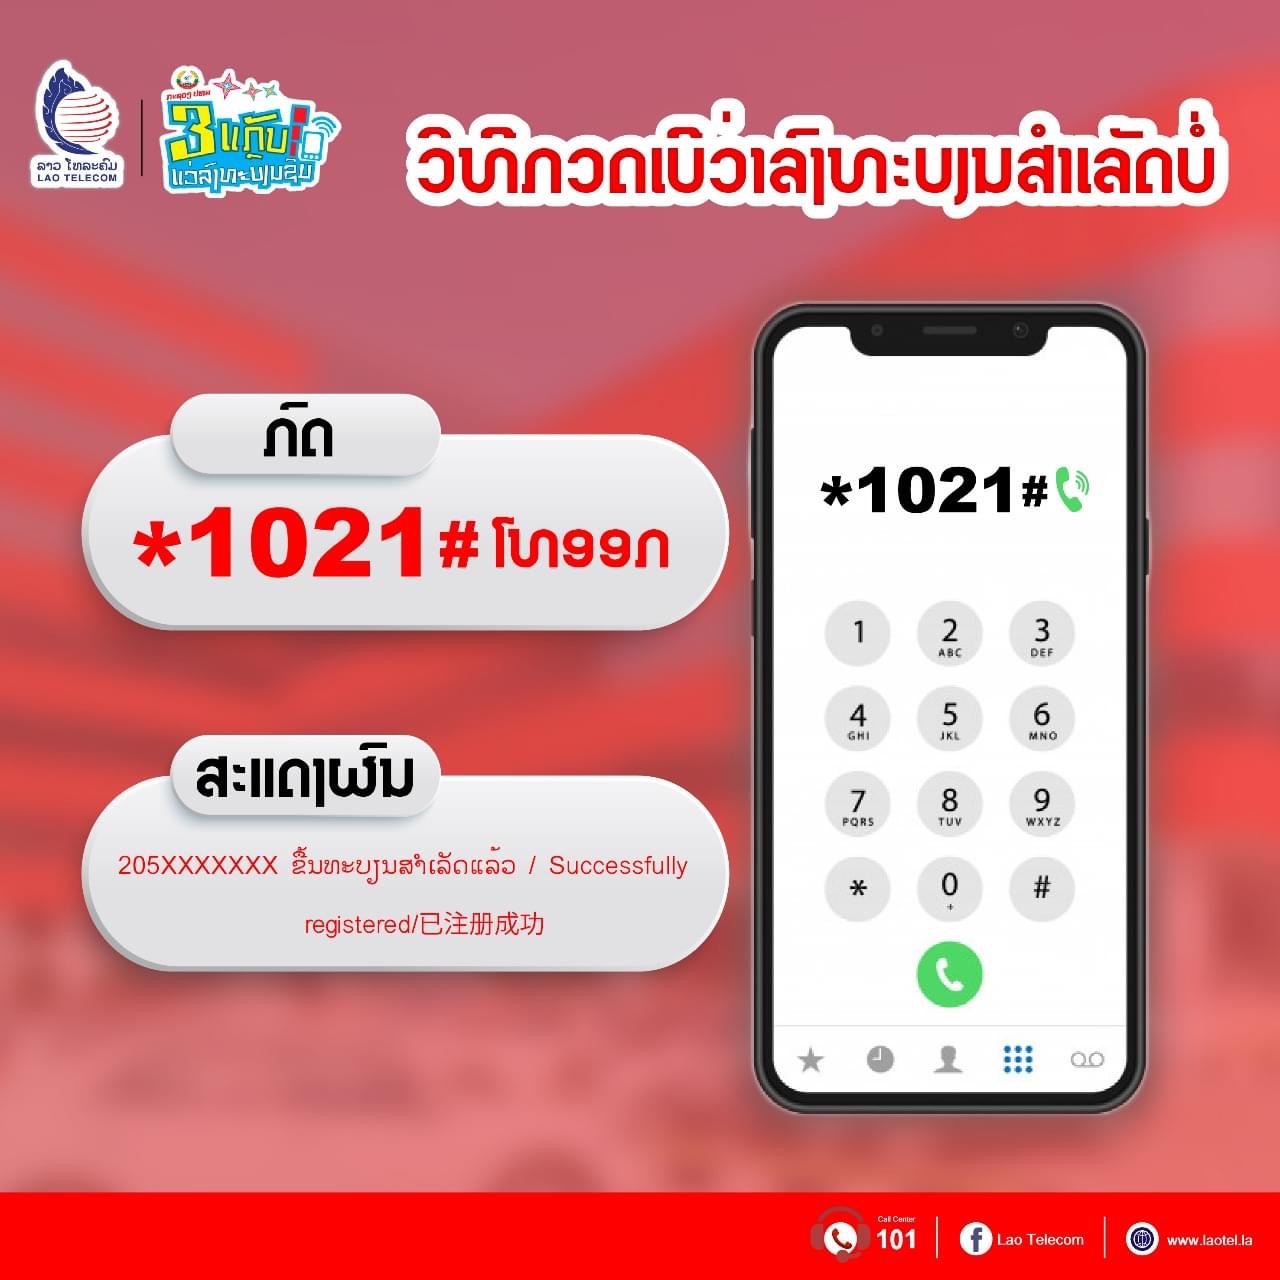 ລາວ ໂທລະຄົມ
LAO TELECOM
ກະຊວງ ປທສ
3 ແກັບ
ແວ່ລົງທະບຽນຊິມ
ວິທີກວດເບິ່ງວ່າລົງທະບຽນສຳເລັດບໍ່
ກົດ
*1021# ໂທອອກ
*1021#
ສະແດງຜົນ
205XXXXXXX ຂື້ນທະບຽນສຳເລັດແລ້ວ / Successfully
registered/已注册成功
1 2 3
ABC DEF
4 5 6
GHI JKL MNO
7 8 9
PQRS TUV WXYZ
* 0 #
+
Call Center
101
Lao Telecom
www.laotel.la